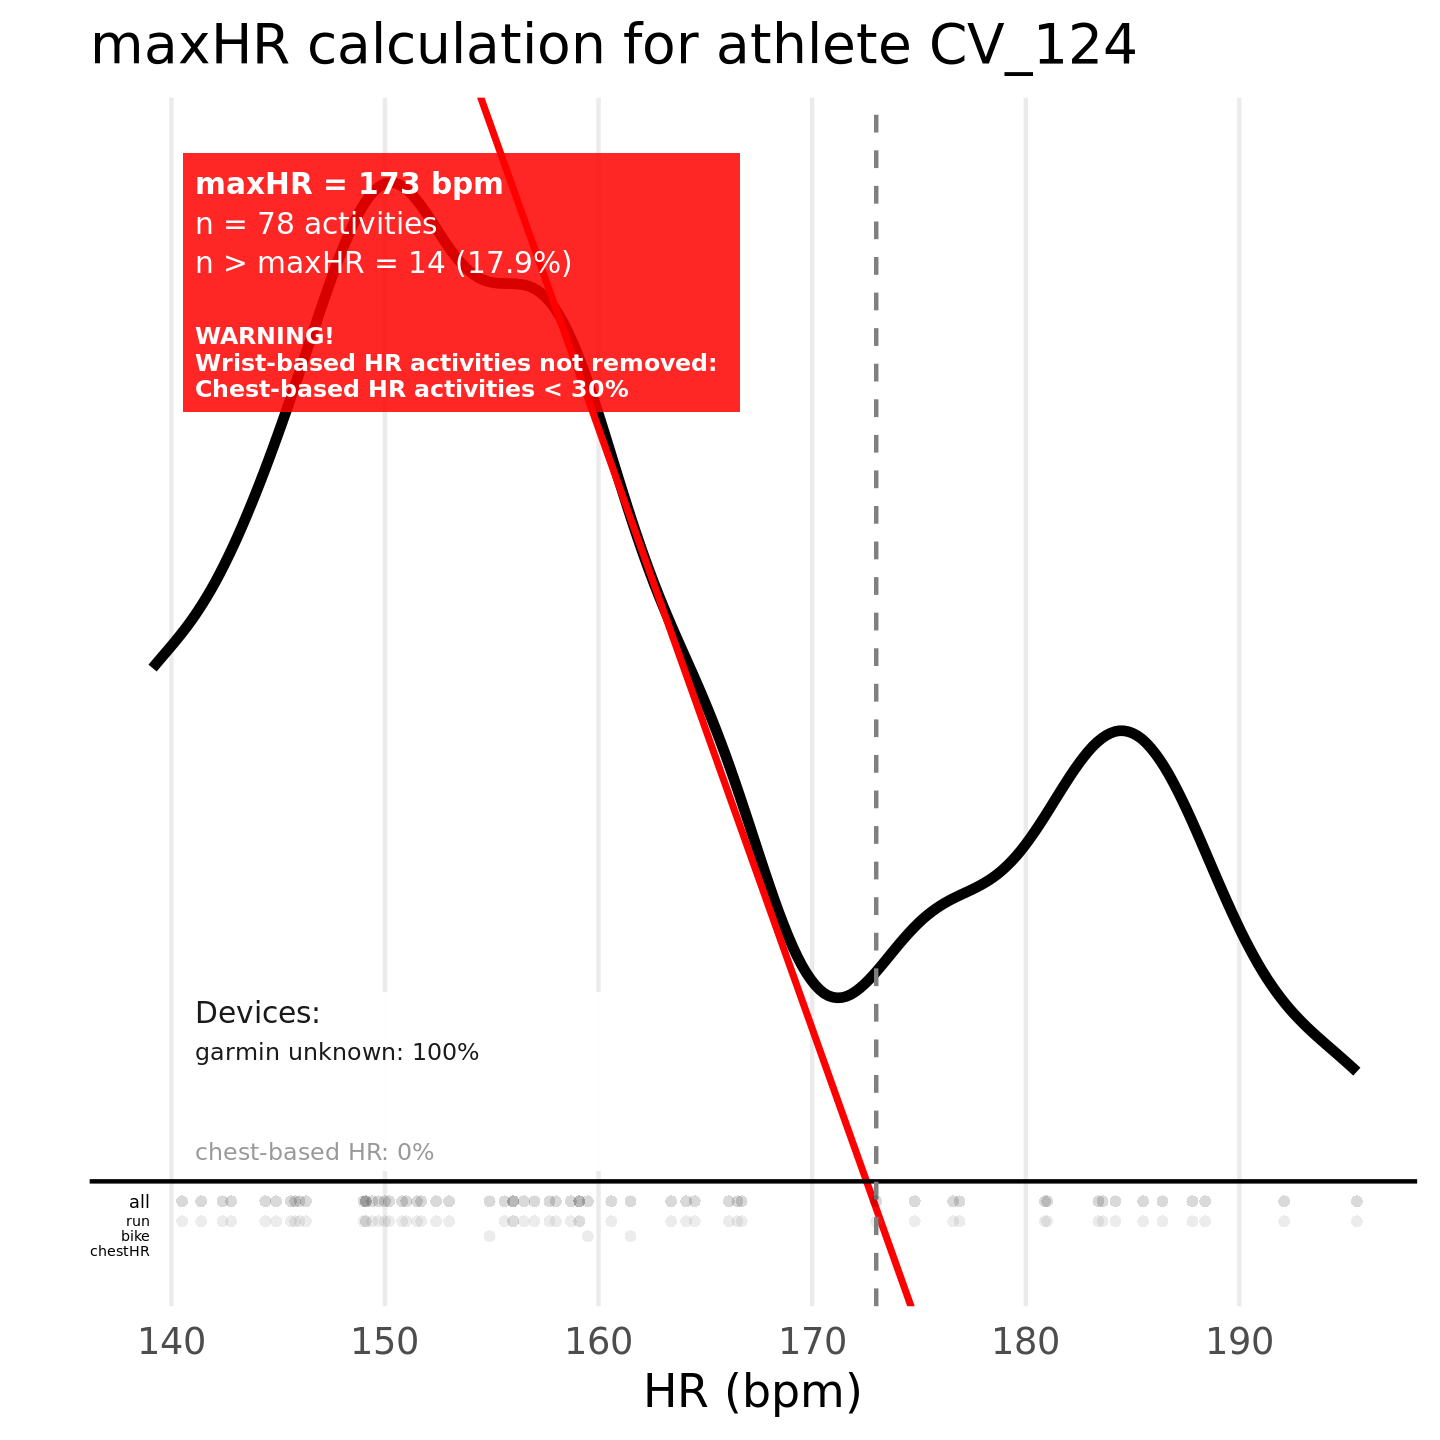 maxHR calculation for athlete CV_124
maxHR = 173 bpm
n = 78 activities
n > maxHR = 14 (17.9%)
WARNING!
Wrist-based HR activities not removed:
Chest-based HR activities < 30%
Devices:
garmin unknown: 100%
chest-based HR: 0%
all
run
bike
chestHR
140 150 160 170 180 190
HR (bpm)